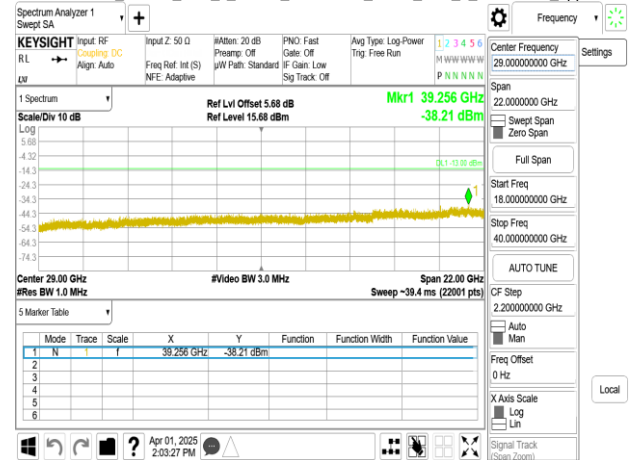 Spectrum Analyzer 1
Swept SA
+
Frequency
KEYSIGHT
RL
LXI
Input: RF
Coupling: DC
Align: Auto
Input Z: 50 Ω
Freq Ref: Int (S)
NFE: Adaptive
#Atten: 20 dB
Preamp: Off
µW Path: Standard
PNO: Fast
Gate: Off
IF Gain: Low
Sig Track: Off
Avg Type: Log-Power
Trig: Free Run
1 2 3 4 5 6
M W W W W W
P N N N N N
1 Spectrum
Scale/Div 10 dB
Ref Lvl Offset 5.68 dB
Ref Level 15.68 dBm
Mkr1 39.256 GHz
-38.21 dBm
Log
5.68
-4.32
-14.3
-24.3
-34.3
-44.3
-54.3
-64.3
-74.3
DL1 -13.00 dBm
1
Center 29.00 GHz
#Res BW 1.0 MHz
#Video BW 3.0 MHz
Span 22.00 GHz
Sweep ~39.4 ms (22001 pts)
5 Marker Table
Mode Trace Scale X Y Function Function Width Function Value
1 N 1 f 39.256 GHz -38.21 dBm
2
3
4
5
6
Apr 01, 2025
2:03:27 PM
Center Frequency
29.000000000 GHz
Settings
Span
22.0000000 GHz
Swept Span
Zero Span
Full Span
Start Freq
18.000000000 GHz
Stop Freq
40.000000000 GHz
AUTO TUNE
CF Step
2.200000000 GHz
Auto
Man
Freq Offset
0 Hz
X Axis Scale
Log
Lin
Local
Signal Track
(Span Zoom)